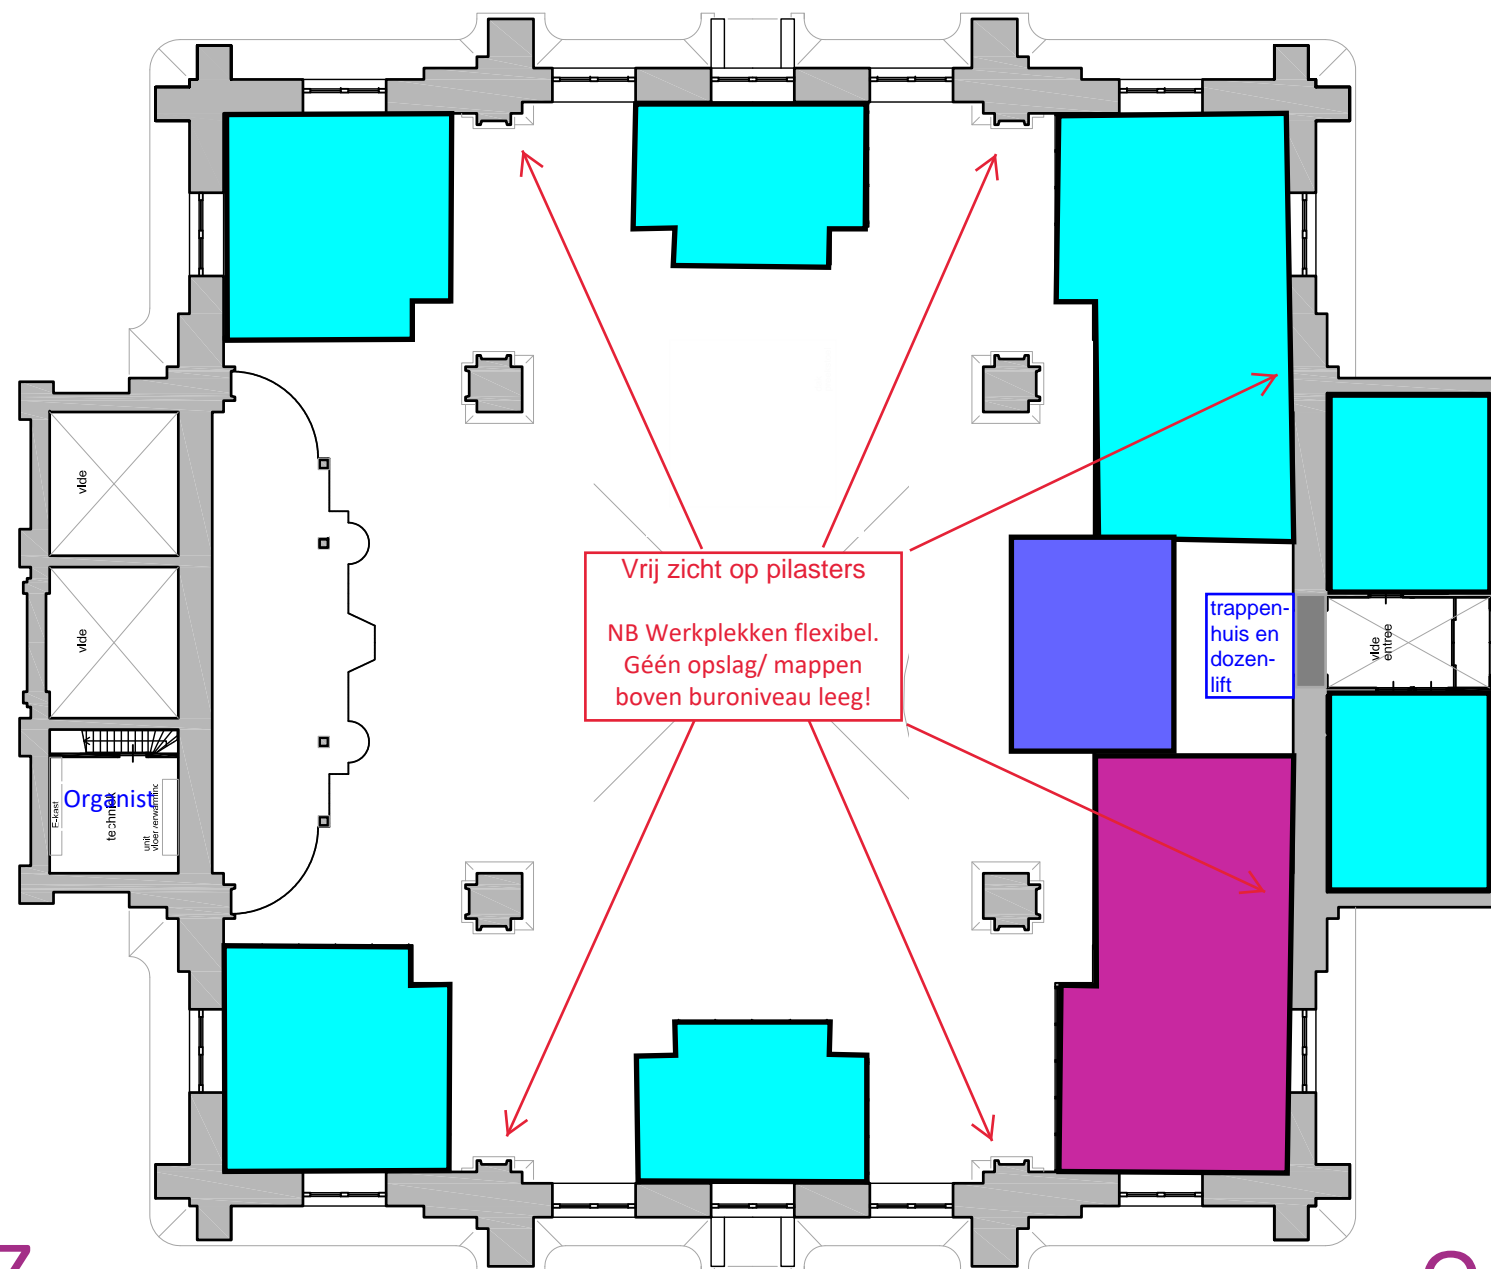 vide
vide
Vrij zicht op pilasters
NB Werkplekken flexibel.
Géén opslag/ mappen
boven buroniveau leeg!
trappen-
huis en
dozen-
lift
vide
entree
Organist
E-kast
techniek
unit
vloerverwarming